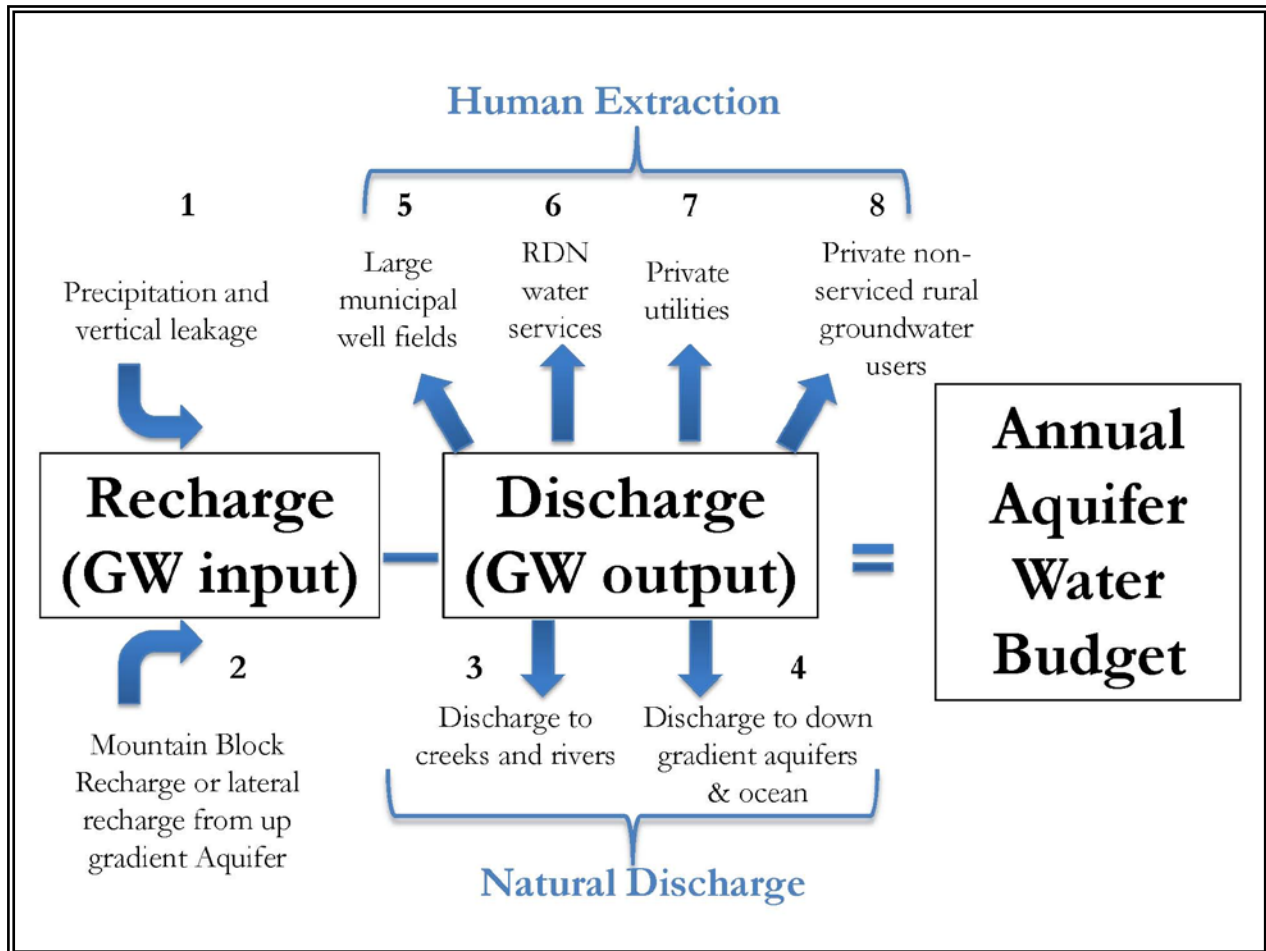 Human Extraction
1
5
6
7
8
Precipitation and
vertical leakage
Large
municipal
well fields
RDN
water
services
Private
utilities
Private non-
serviced rural
groundwater
users
Recharge
(GW input)
–
Discharge
(GW output)
=
Annual
Aquifer
Water
Budget
2
Mountain Block
Recharge or lateral
recharge from up
gradient Aquifer
3
Discharge to
creeks and rivers
4
Discharge to down
gradient aquifers
& ocean
Natural Discharge